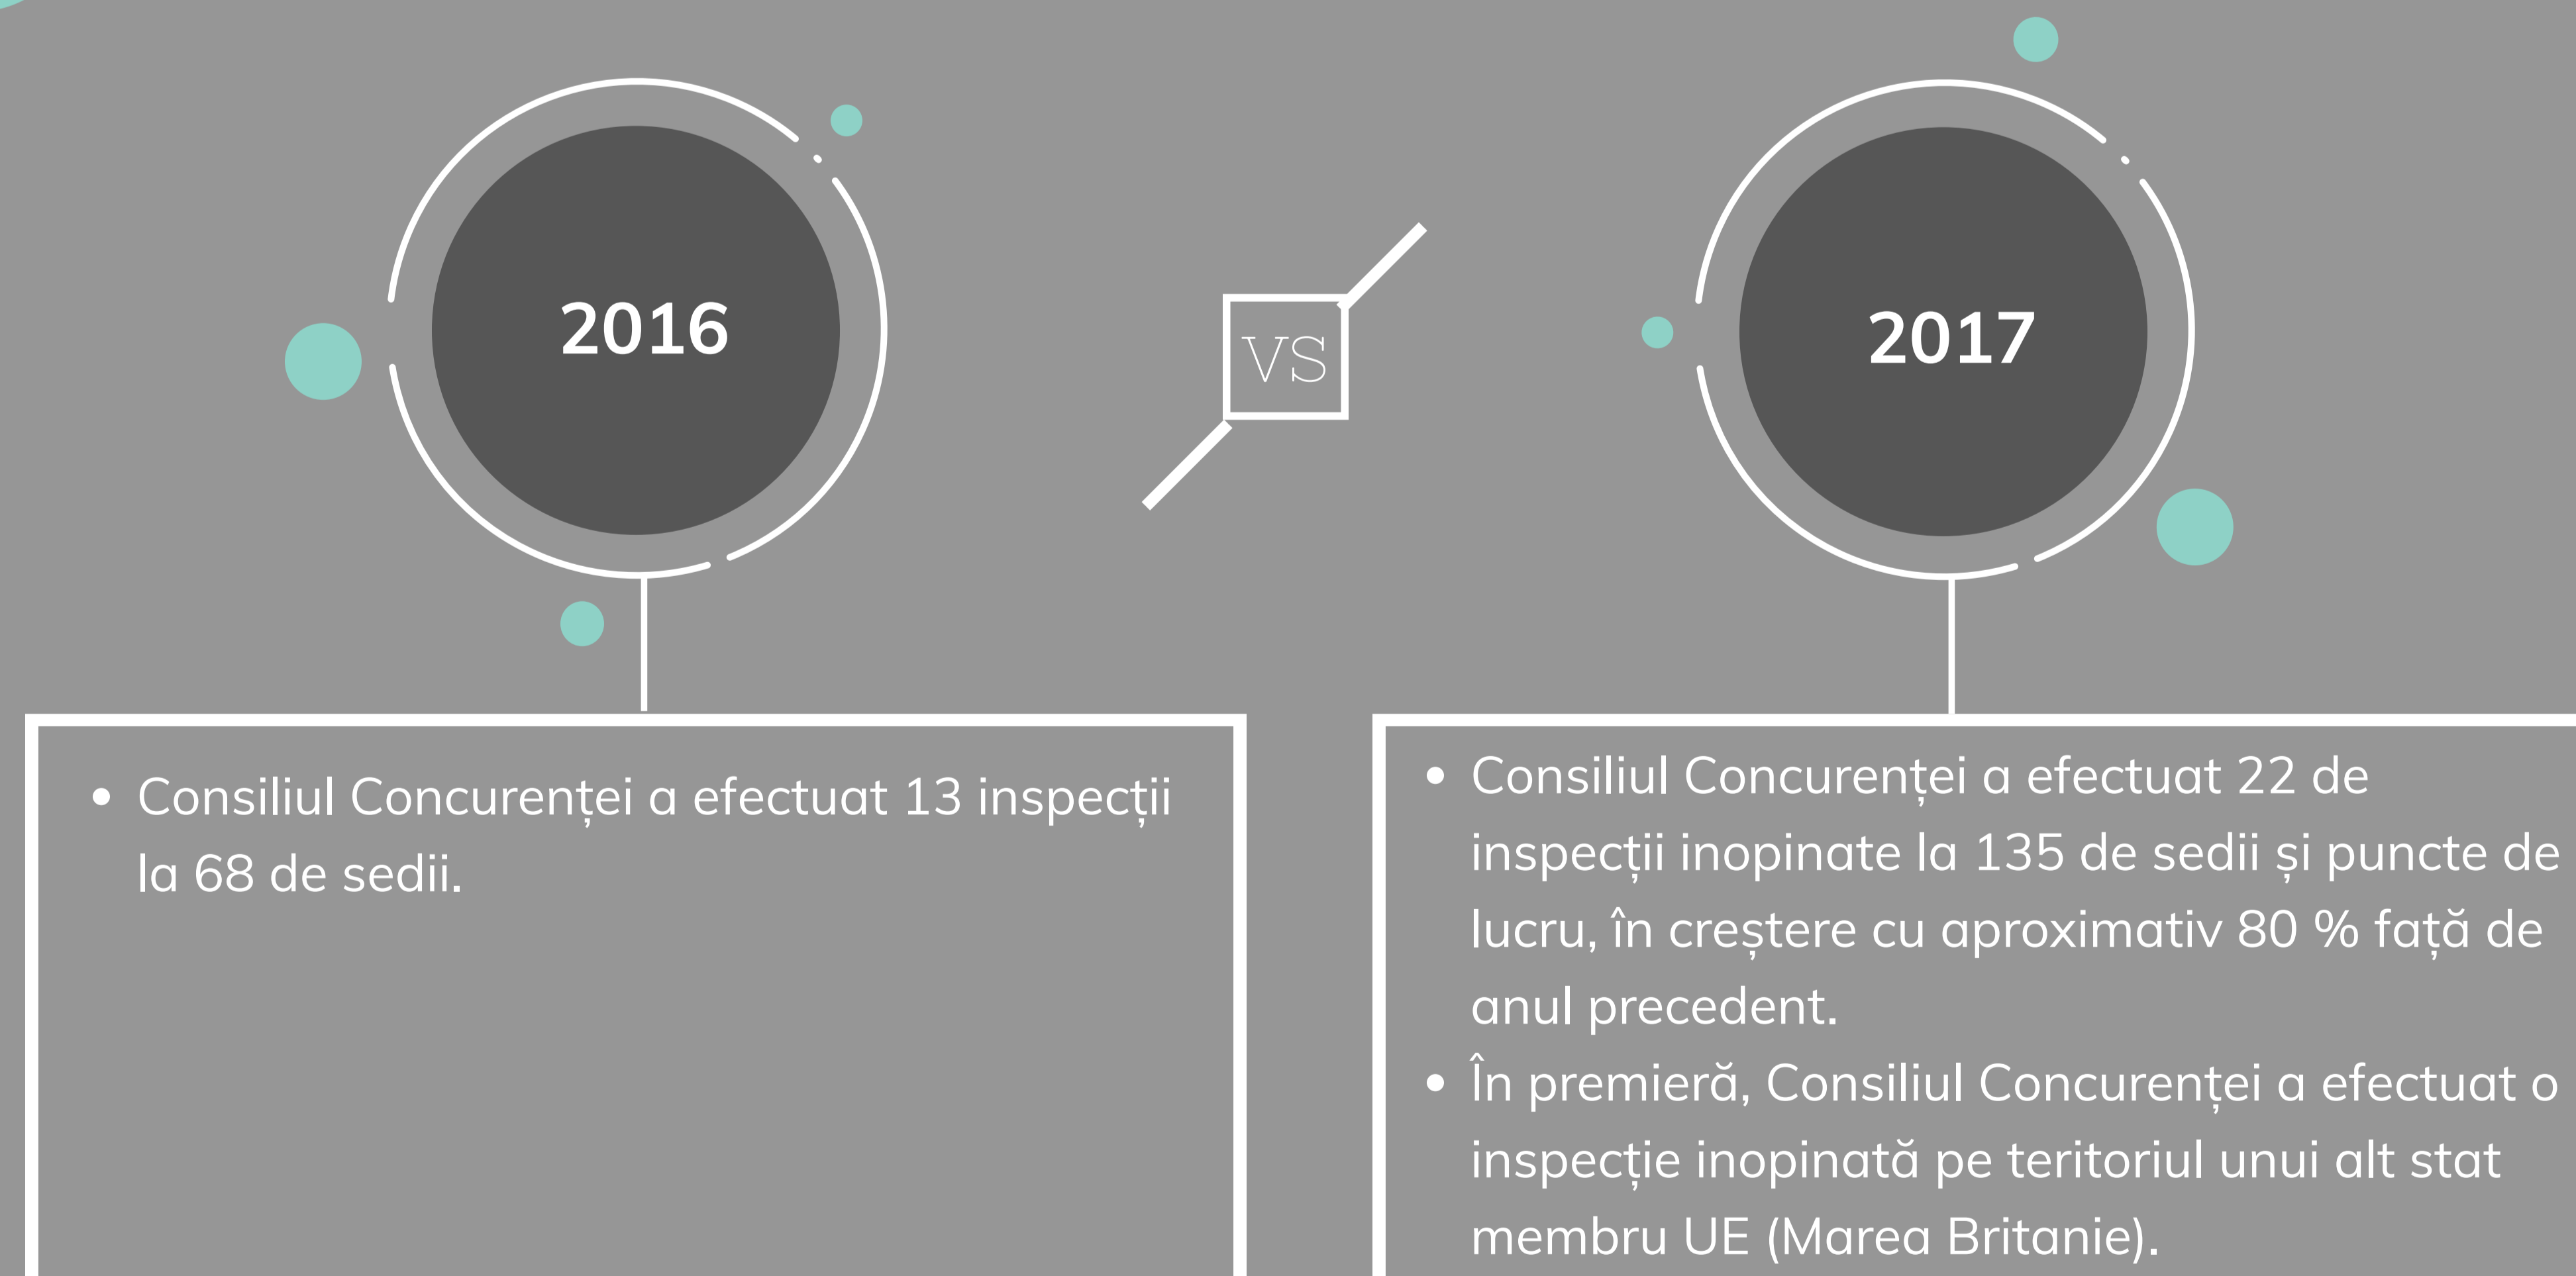 2016
VS
2017
• Consiliul Concurenței a efectuat 13 inspecții
la 68 de sedii.
• Consiliul Concurenței a efectuat 22 de
inspecții inopinate la 135 de sedii și puncte de
lucru, în creștere cu aproximativ 80 % față de
anul precedent.
• În premieră, Consiliul Concurenței a efectuat o
inspecție inopinată pe teritoriul unui alt stat
membru UE (Marea Britanie).